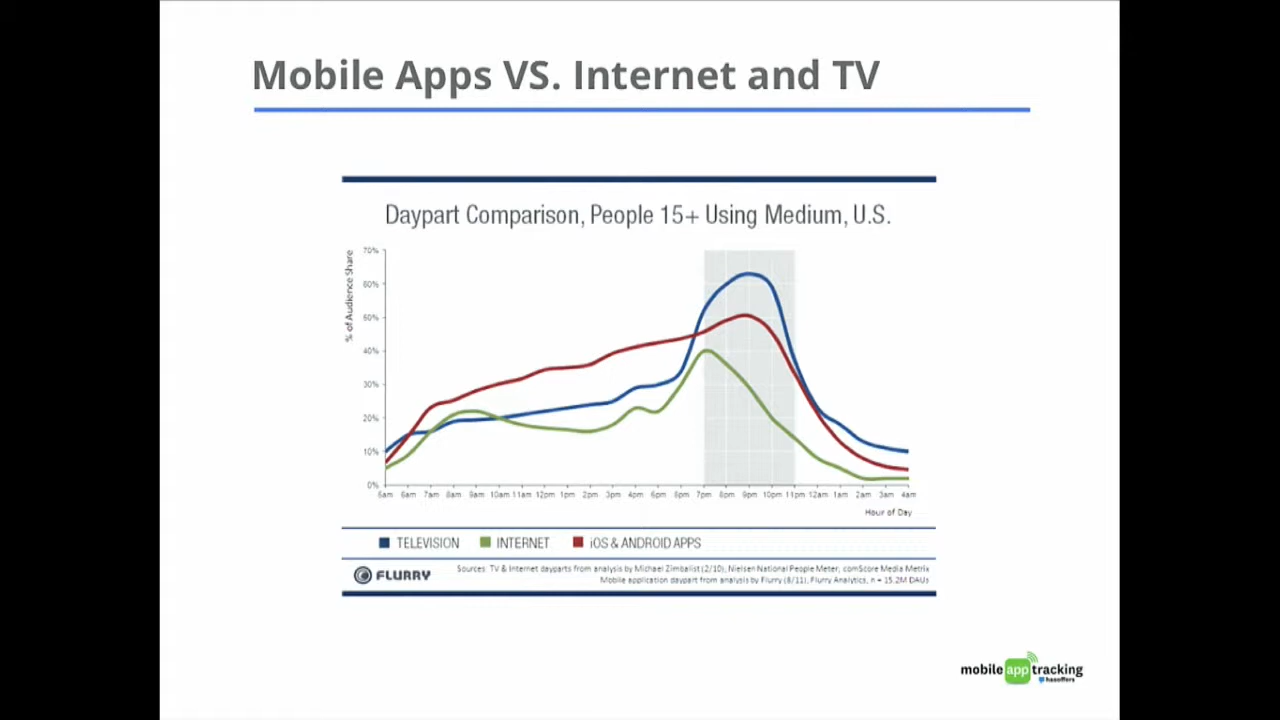 Mobile Apps VS. Internet and TV
Daypart Comparison, People 15+ Using Medium, U.S.
% of Audience Share
70%
60%
50%
40%
30%
20%
10%
0%
5am 6am 7am 8am 9am 10am 11am 12pm 1pm 2pm 3pm 4pm 5pm 6pm 7pm 8pm 9pm 10pm 11pm 12am 1am 2am 3am 4am
Hour of Day
TELEVISION INTERNET iOS & ANDROID APPS
FLURRY
Sources: TV & Internet dayparts from analysis by Michael Zimbalist (2/10), Nielsen National People Meter, comScore Media Metrix
Mobile application daypart from analysis by Flurry (8/11), Flurry Analytics, n = 15.2M DAUs
mobile app tracking
by hasoffers